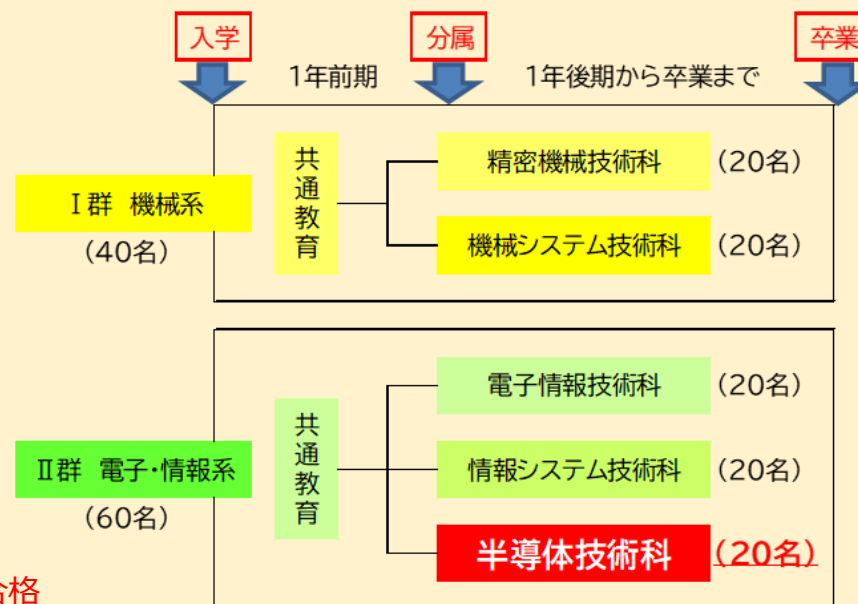 入学
分属
卒業
1年前期
1年後期から卒業まで
共通教育
精密機械技術科
(20名)
Ⅰ群 機械系
(40名)
機械システム技術科
(20名)
共通教育
電子情報技術科
(20名)
Ⅱ群 電子・情報系
(60名)
情報システム技術科
(20名)
半導体技術科
(20名)
合格